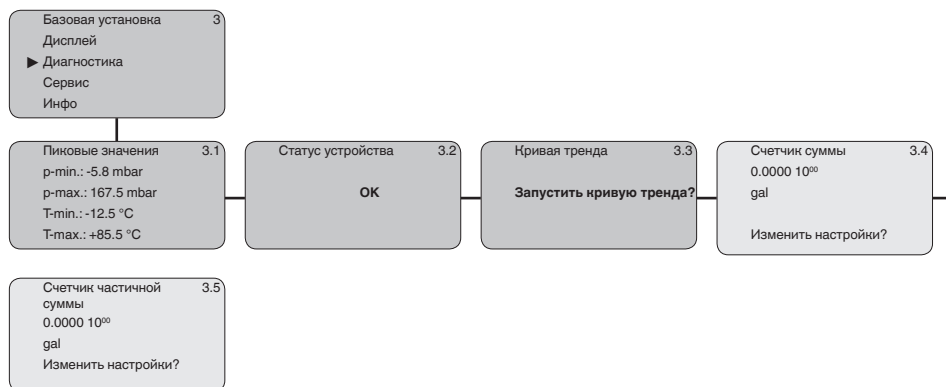 Базовая установка 3
Дисплей
▶ Диагностика
Сервис
Инфо
Пиковые значения 3.1
p-min.: -5.8 mbar
p-max.: 167.5 mbar
T-min.: -12.5 °C
T-max.: +85.5 °C
Статус устройства 3.2
OK
Кривая тренда 3.3
Запустить кривую тренда?
Счетчик суммы 3.4
0.0000 10⁰⁰
gal
Изменить настройки?
Счетчик частичной 3.5
суммы
0.0000 10⁰⁰
gal
Изменить настройки?